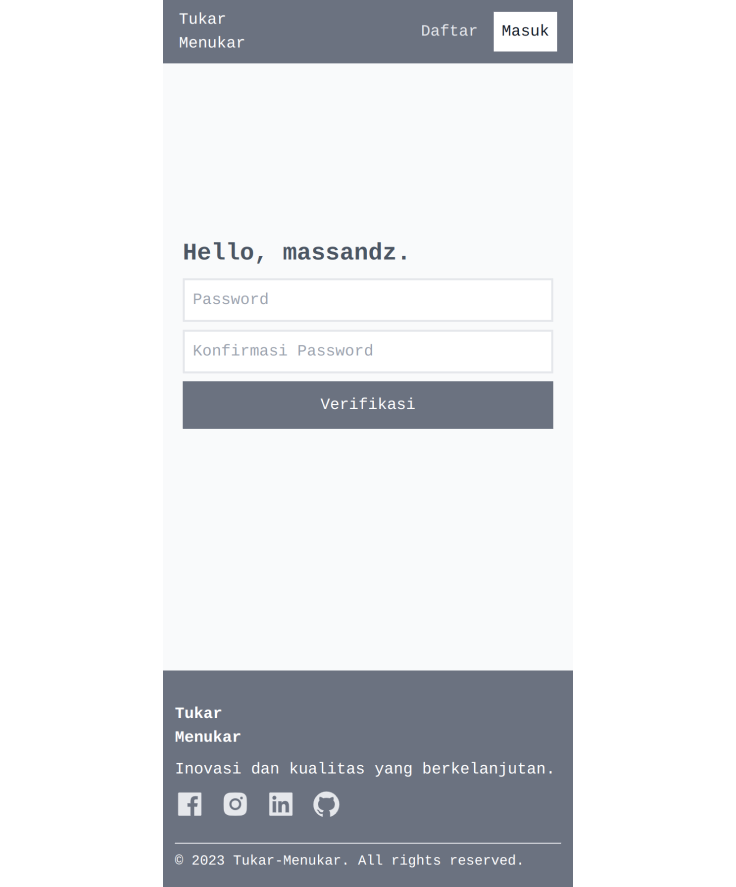 Tukar
Menukar
Daftar
Masuk
Hello, massandz.
Password
Konfirmasi Password
Verifikasi
Tukar
Menukar
Inovasi dan kualitas yang berkelanjutan.
© 2023 Tukar-Menukar. All rights reserved.